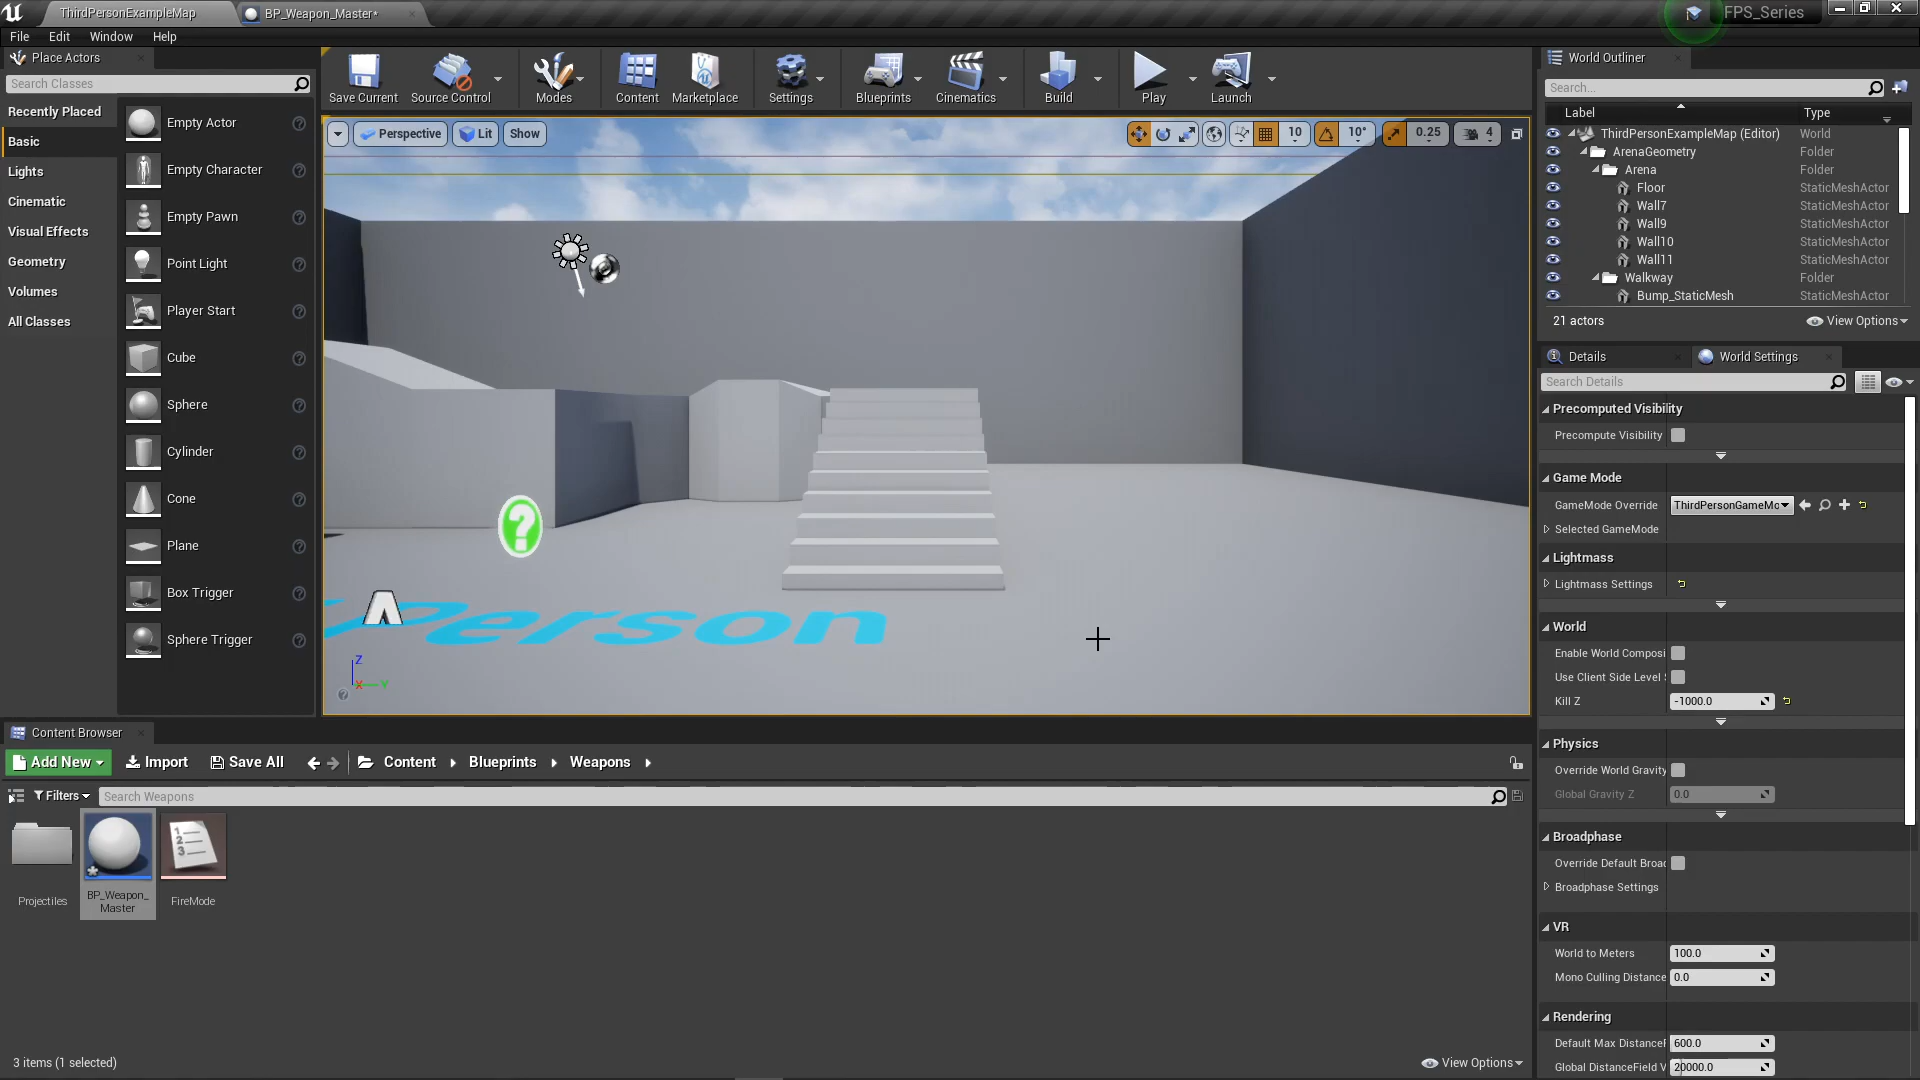 ThirdPersonExampleMap
BP_Weapon_Master*
FPS_Series
File Edit Window Help
Place Actors
Search Classes
Recently Placed
Basic
Lights
Cinematic
Visual Effects
Geometry
Volumes
All Classes
Empty Actor
Empty Character
Empty Pawn
Point Light
Player Start
Cube
Sphere
Cylinder
Cone
Plane
Box Trigger
Sphere Trigger
Save Current
Source Control
Modes
Content
Marketplace
Settings
Blueprints
Cinematics
Build
Play
Launch
Perspective
Lit
Show
10
10°
0.25
4
Person
Z
X
Y
World Outliner
Search...
Label Type
ThirdPersonExampleMap (Editor) World
ArenaGeometry Folder
Arena Folder
Floor StaticMeshActor
Wall7 StaticMeshActor
Wall9 StaticMeshActor
Wall10 StaticMeshActor
Wall11 StaticMeshActor
Walkway Folder
Bump_StaticMesh StaticMeshActor
21 actors
View Options
Details
World Settings
Search Details
Precomputed Visibility
Precompute Visibility
Game Mode
GameMode Override ThirdPersonGameMo
Selected GameMode
Lightmass
Lightmass Settings
World
Enable World Composi
Use Client Side Level
Kill Z -1000.0
Physics
Override World Gravity
Global Gravity Z 0.0
Broadphase
Override Default Broad
Broadphase Settings
VR
World to Meters 100.0
Mono Culling Distance 0.0
Rendering
Default Max DistanceF 600.0
Global DistanceField V 20000.0
Content Browser
Add New Import Save All Content Blueprints Weapons
Filters Search Weapons
Projectiles
BP_Weapon_
Master
FireMode
3 items (1 selected)
View Options